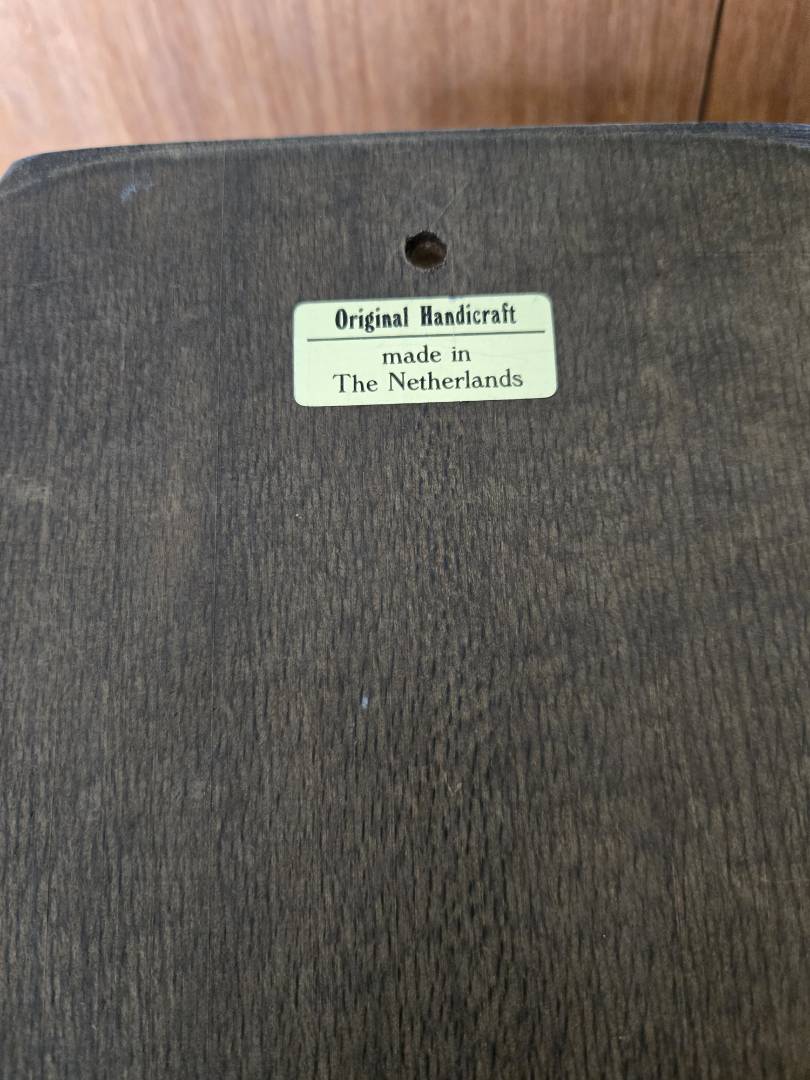 Original Handicraft
made in
The Netherlands